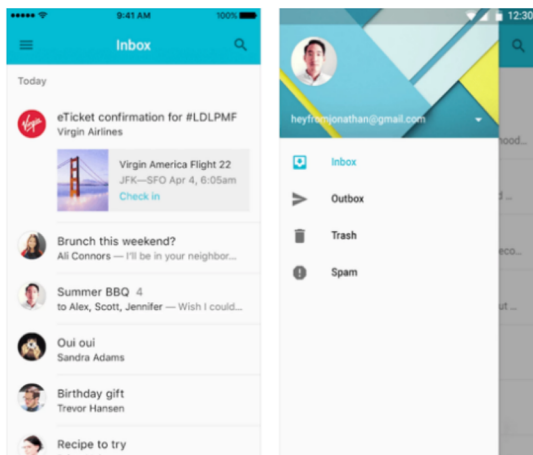 9:41 AM
100%
Inbox
Today
eTicket confirmation for #LDLPMF
Virgin Airlines
Virgin America Flight 22
JFK—SFO Apr 4, 6:05am
Check in
Brunch this weekend?
Ali Connors — I'll be in your neighbor...
Summer BBQ 4
to Alex, Scott, Jennifer — Wish I could...
Oui oui
Sandra Adams
Birthday gift
Trevor Hansen
Recipe to try
12:30
heyfromjonathan@gmail.com
Inbox
Outbox
Trash
Spam